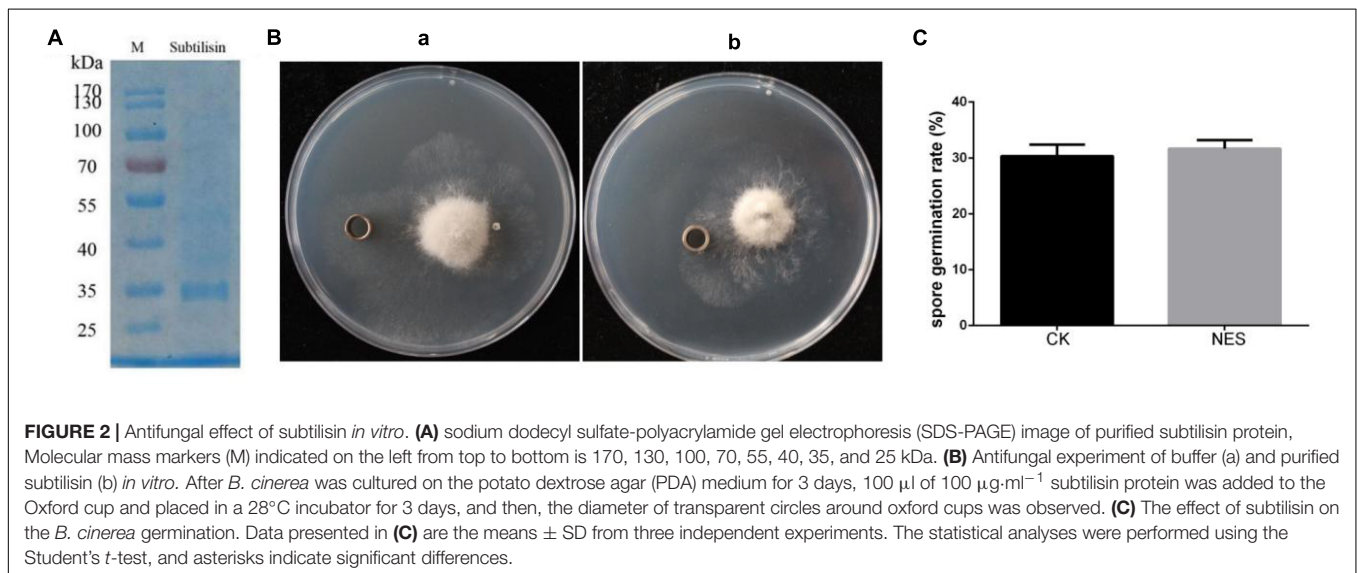 A
M Subtilisin
kDa
170
130
100
70
55
40
35
25
B
a
b
C
spore germination rate (%)
40
30
20
10
0
CK NES
FIGURE 2 | Antifungal effect of subtilisin in vitro. (A) sodium dodecyl sulfate-polyacrylamide gel electrophoresis (SDS-PAGE) image of purified subtilisin protein,
Molecular mass markers (M) indicated on the left from top to bottom is 170, 130, 100, 70, 55, 40, 35, and 25 kDa. (B) Antifungal experiment of buffer (a) and purified
subtilisin (b) in vitro. After B. cinerea was cultured on the potato dextrose agar (PDA) medium for 3 days, 100 µl of 100 µg·ml⁻¹ subtilisin protein was added to the
Oxford cup and placed in a 28°C incubator for 3 days, and then, the diameter of transparent circles around oxford cups was observed. (C) The effect of subtilisin on
the B. cinerea germination. Data presented in (C) are the means ± SD from three independent experiments. The statistical analyses were performed using the
Student's t-test, and asterisks indicate significant differences.